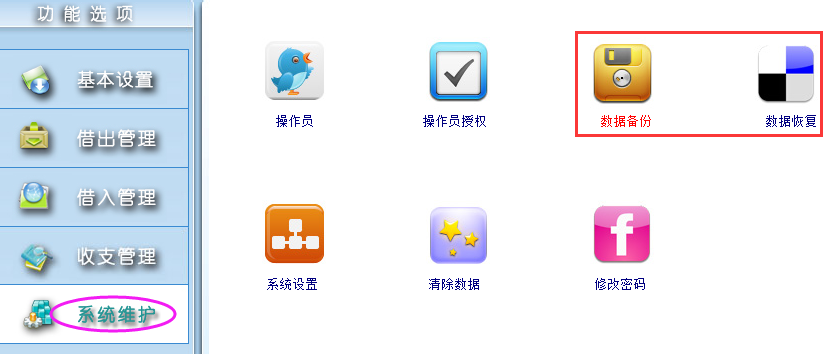 功能选项
基本设置
借出管理
借入管理
收支管理
系统维护
操作员
操作员授权
数据备份
数据恢复
系统设置
清除数据
修改密码